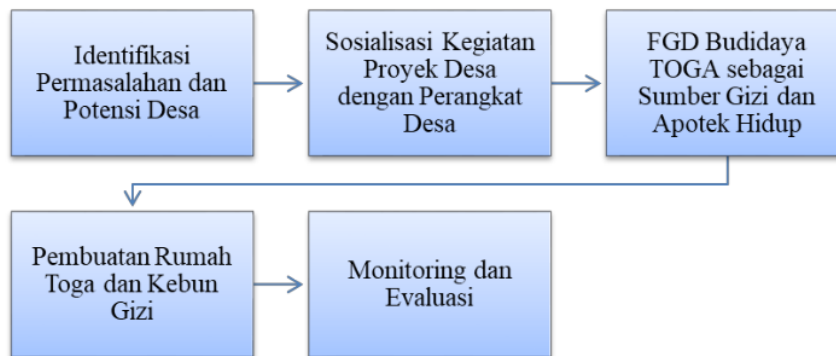 Identifikasi
Permasalahan dan
Potensi Desa
Sosialisasi Kegiatan
Proyek Desa
dengan Perangkat
Desa
FGD Budidaya
TOGA sebagai
Sumber Gizi dan
Apotek Hidup
Pembuatan Rumah
Toga dan Kebun
Gizi
Monitoring dan
Evaluasi